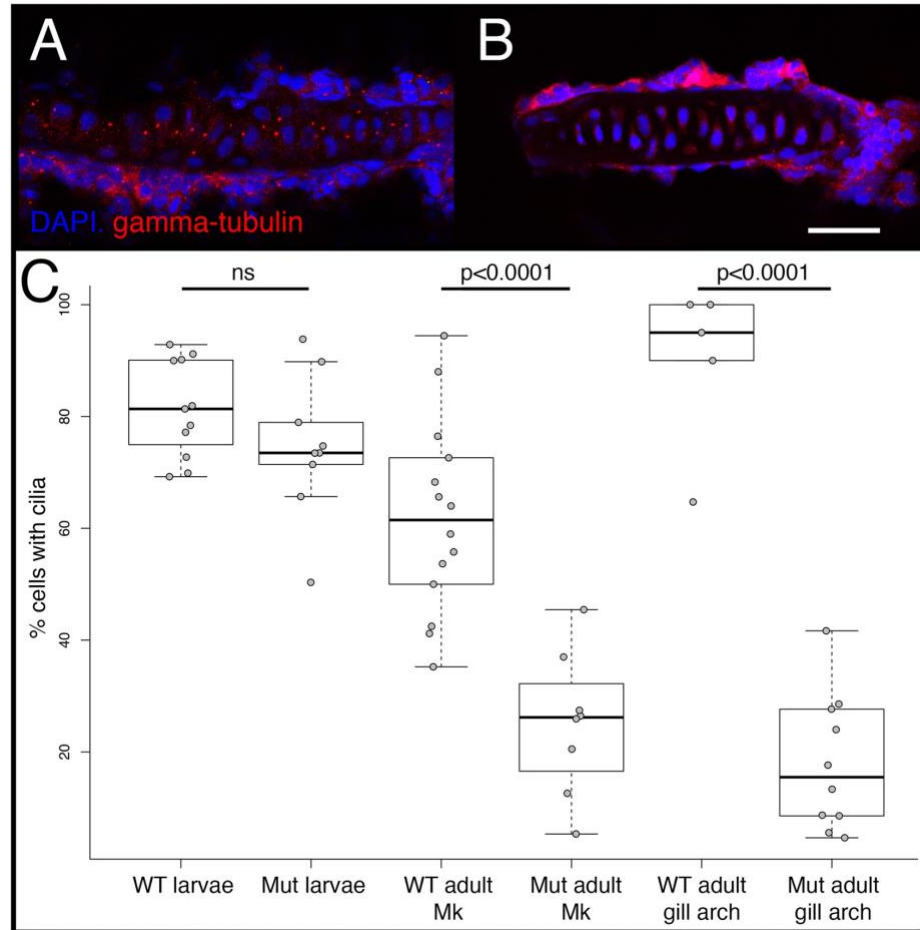 A
B
DAPI. gamma-tubulin
C
ns
p<0.0001
p<0.0001
% cells with cilia
100
80
60
40
20
WT larvae
Mut larvae
WT adult
Mk
Mut adult
Mk
WT adult
gill arch
Mut adult
gill arch